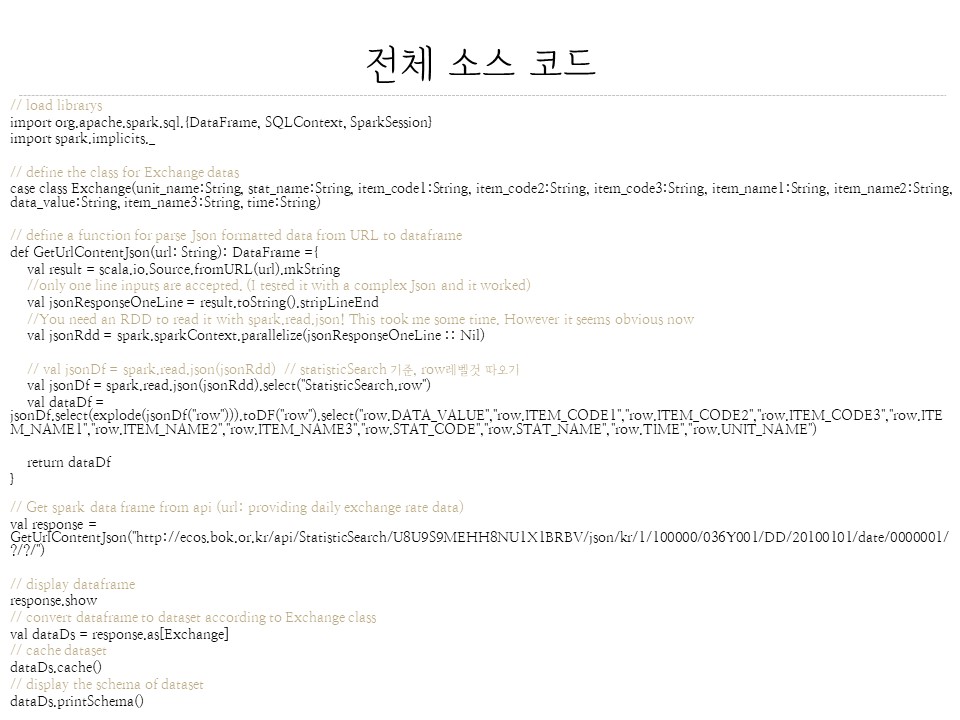 전체 소스 코드
// load librarys
import org.apache.spark.sql.{DataFrame, SQLContext, SparkSession}
import spark.implicits._
// define the class for Exchange datas
case class Exchange(unit_name:String, stat_name:String, item_code1:String, item_code2:String, item_code3:String, item_name1:String, item_name2:String,
data_value:String, item_name3:String, time:String)
// define a function for parse Json formatted data from URL to dataframe
def GetUrlContentJson(url: String): DataFrame ={
val result = scala.io.Source.fromURL(url).mkString
//only one line inputs are accepted. (I tested it with a complex Json and it worked)
val jsonResponseOneLine = result.toString().stripLineEnd
//You need an RDD to read it with spark.read.json! This took me some time. However it seems obvious now
val jsonRdd = spark.sparkContext.parallelize(jsonResponseOneLine :: Nil)
// val jsonDf = spark.read.json(jsonRdd)  // statisticSearch 기준, row레벨것 따오기
val jsonDf = spark.read.json(jsonRdd).select("StatisticSearch.row")
val dataDf =
jsonDf.select(explode(jsonDf("row"))).toDF("row").select("row.DATA_VALUE","row.ITEM_CODE1","row.ITEM_CODE2","row.ITEM_CODE3","row.ITE
M_NAME1","row.ITEM_NAME2","row.ITEM_NAME3","row.STAT_CODE","row.STAT_NAME","row.TIME","row.UNIT_NAME")
return dataDf
}
// Get spark data frame from api (url: providing daily exchange rate data)
val response =
GetUrlContentJson("http://ecos.bok.or.kr/api/StatisticSearch/U8U9S9MEHH8NU1X1BRBV/json/kr/1/100000/036Y001/DD/20100101/date/0000001/
?/?/")
// display dataframe
response.show
// convert dataframe to dataset according to Exchange class
val dataDs = response.as[Exchange]
// cache dataset
dataDs.cache()
// display the schema of dataset
dataDs.printSchema()